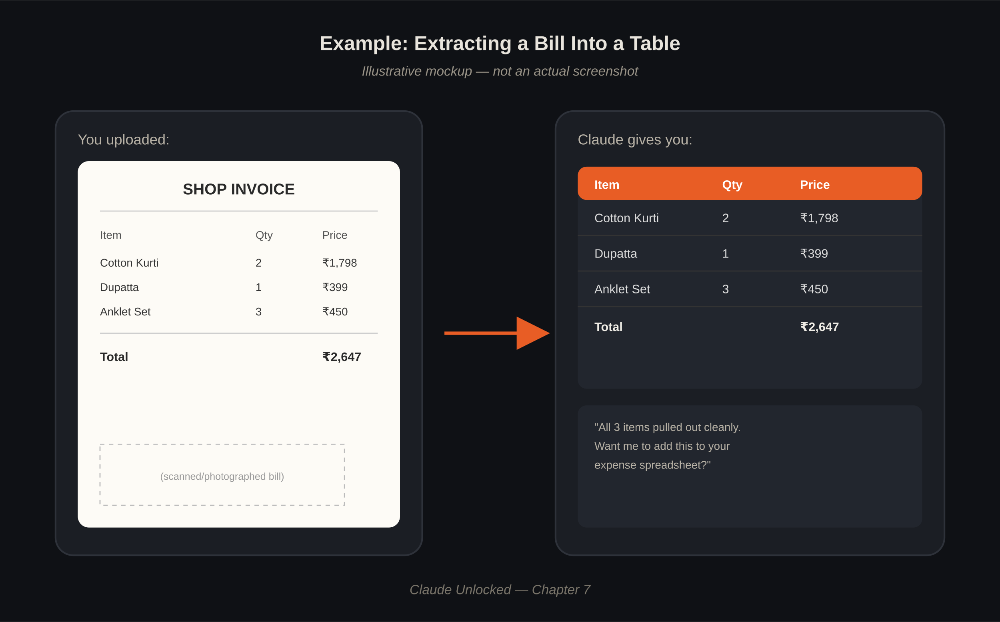 Example: Extracting a Bill Into a Table
Illustrative mockup — not an actual screenshot
You uploaded:
SHOP INVOICE
Item Qty Price
Cotton Kurti 2 ₹1,798
Dupatta 1 ₹399
Anklet Set 3 ₹450
Total ₹2,647
(scanned/photographed bill)
Claude gives you:
Item Qty Price
Cotton Kurti 2 ₹1,798
Dupatta 1 ₹399
Anklet Set 3 ₹450
Total ₹2,647
"All 3 items pulled out cleanly.
Want me to add this to your
expense spreadsheet?"
Claude Unlocked — Chapter 7